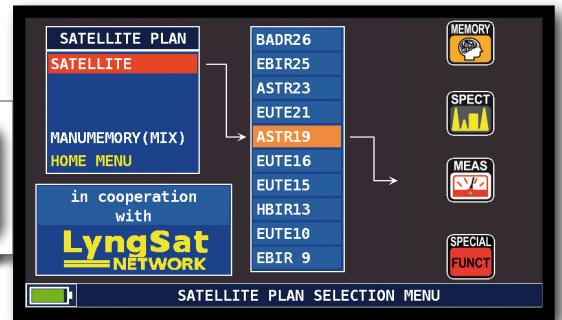 SATELLITE PLAN
SATELLITE
MANUMEMORY(MIX)
HOME MENU
in cooperation
with
LyngSat
NETWORK
BADR26
EBIR25
ASTR23
EUTE21
ASTR19
EUTE16
EUTE15
HBIR13
EUTE10
EBIR 9
MEMORY
SPECT
MEAS
SPECIAL
FUNCT
SATELLITE PLAN SELECTION MENU